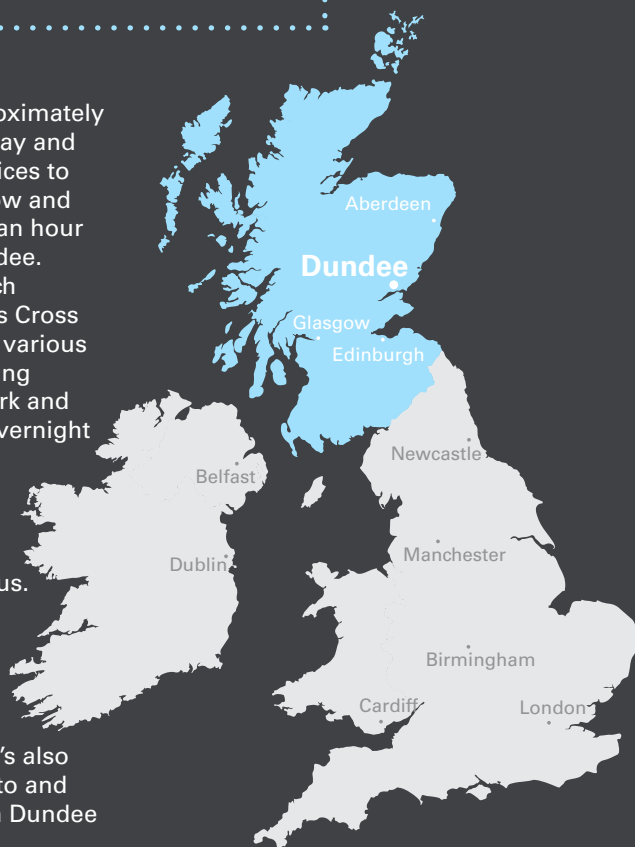 oximately
ay and
ices to
ow and
an hour
dee.
ch
s Cross
various
ng
rk and
vernight
us.
’s also
to and
n Dundee
Aberdeen
Dundee
Glasgow
Edinburgh
Newcastle
Belfast
Manchester
Dublin
Birmingham
Cardiff
London